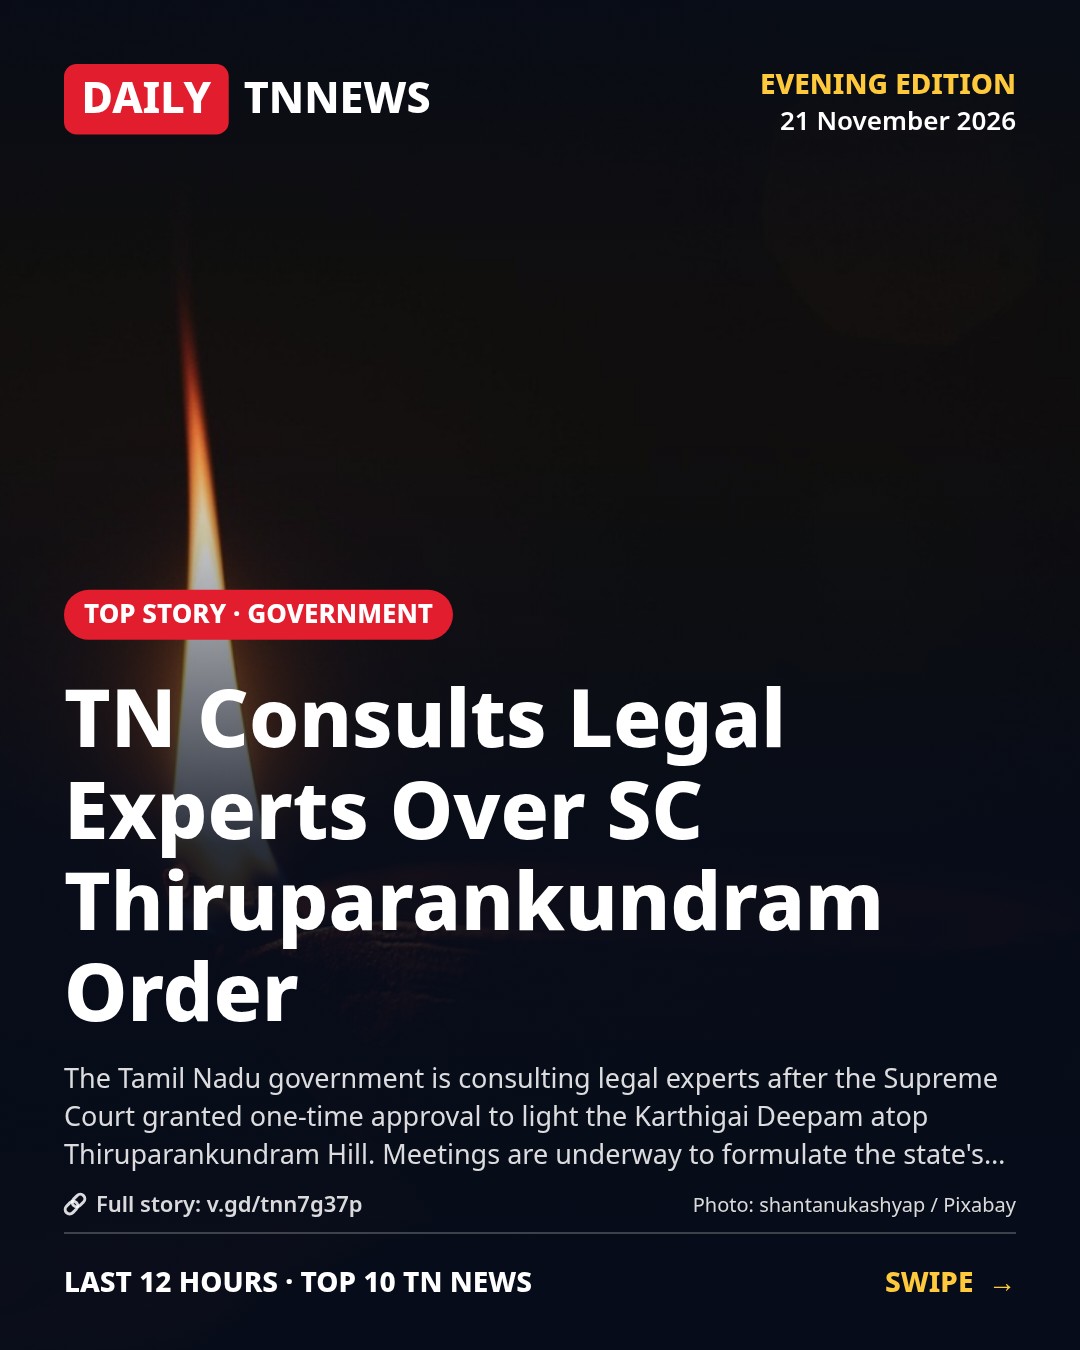 DAILY TNNEWS
EVENING EDITION
21 November 2026
TOP STORY · GOVERNMENT
TN Consults Legal
Experts Over SC
Thiruparankundram
Order
The Tamil Nadu government is consulting legal experts after the Supreme
Court granted one-time approval to light the Karthigai Deepam atop
Thiruparankundram Hill. Meetings are underway to formulate the state's...
Full story: v.gd/tnn7g37p
Photo: shantanukashyap / Pixabay
LAST 12 HOURS · TOP 10 TN NEWS
SWIPE →